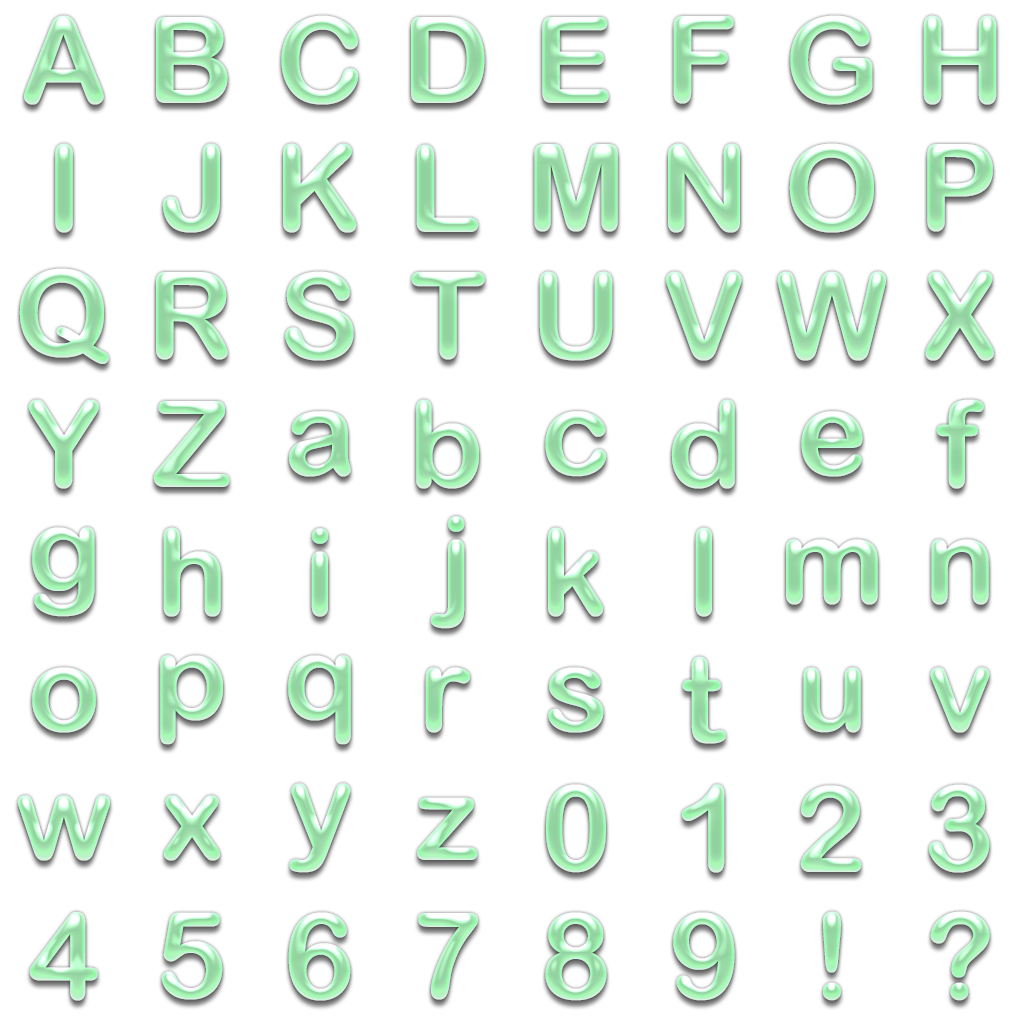 A B C D E F G H
I J K L M N O P
Q R S T U V W X
Y Z a b c d e f
g h i j k l m n
o p q r s t u v
w x y z 0 1 2 3
4 5 6 7 8 9 ! ?